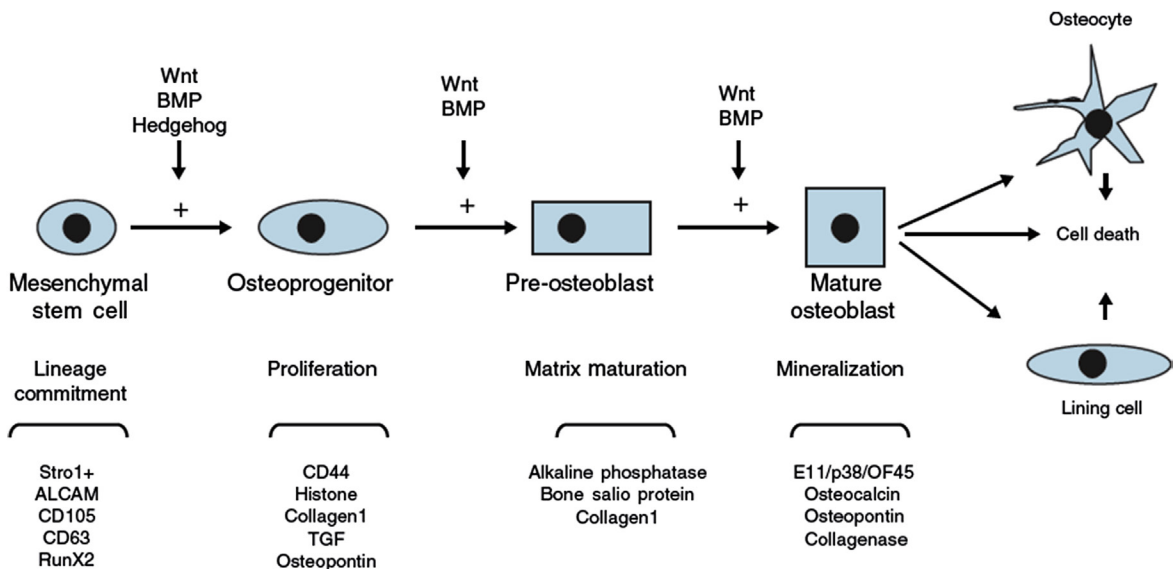 Osteocyte
Wnt
BMP
Hedgehog
Wnt
BMP
Wnt
BMP
+
+
+
Cell death
Mesenchymal
stem cell
Osteoprogenitor
Pre-osteoblast
Mature
osteoblast
Lineage
commitment
Proliferation
Matrix maturation
Mineralization
Lining cell
Stro1+
ALCAM
CD105
CD63
RunX2
CD44
Histone
Collagen1
TGF
Osteopontin
Alkaline phosphatase
Bone salio protein
Collagen1
E11/p38/OF45
Osteocalcin
Osteopontin
Collagenase